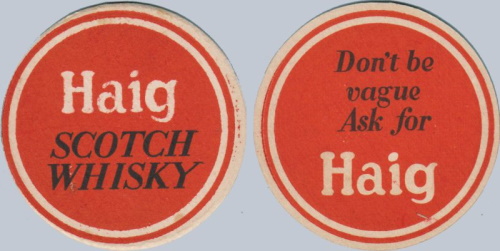 Haig
SCOTCH
WHISKY
Don't be
vague
Ask for
Haig